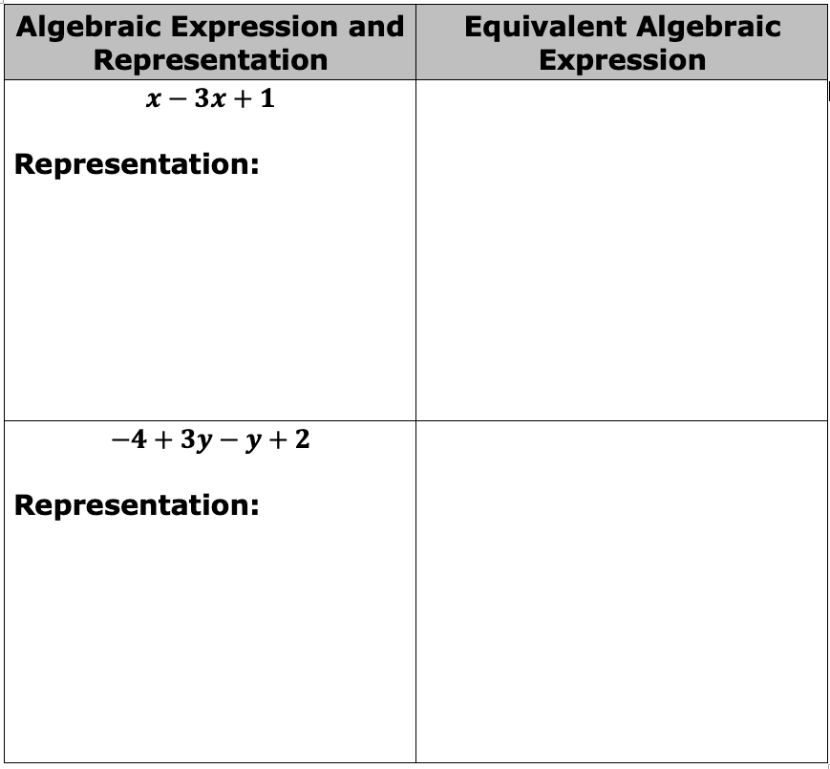 Algebraic Expression and
Representation
Equivalent Algebraic
Expression
x − 3x + 1
Representation:
−4 + 3y − y + 2
Representation: